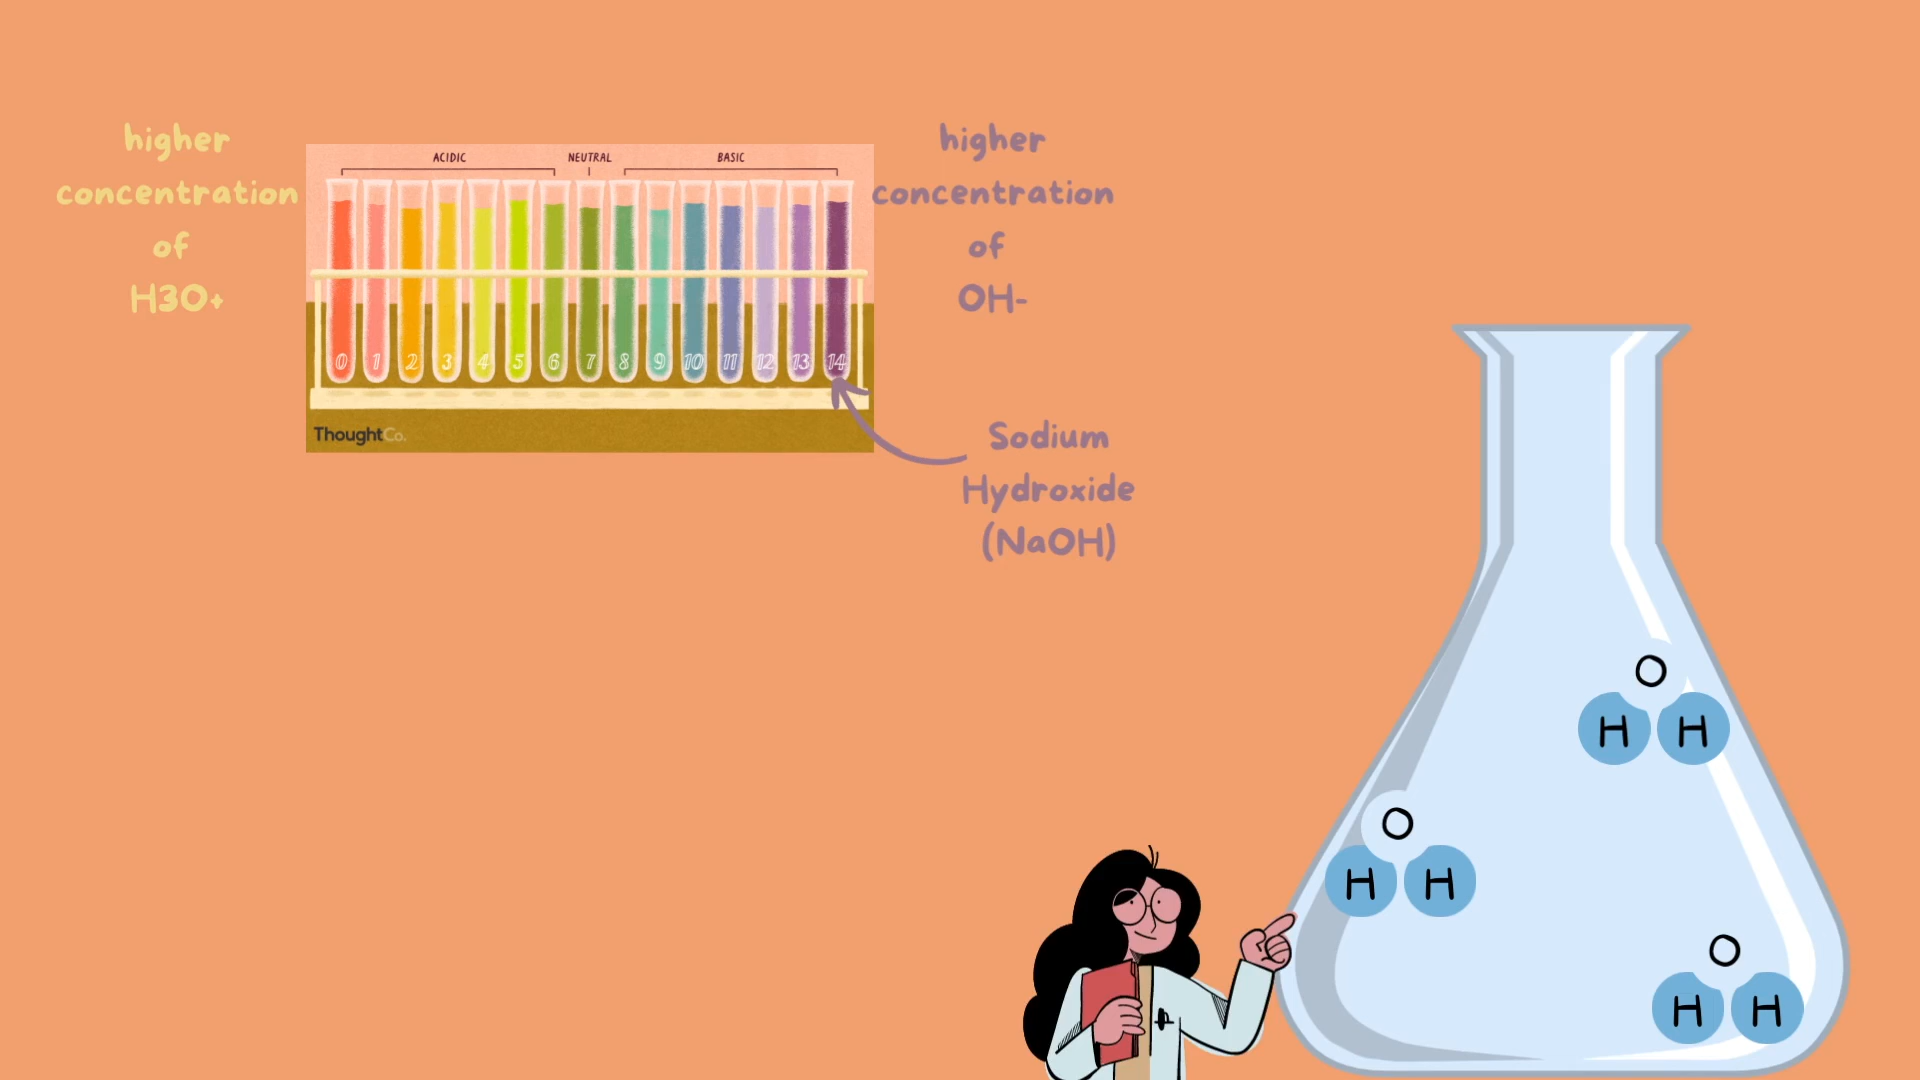 higher
concentration
of
H3O+
ACIDIC NEUTRAL BASIC
0 1 2 3 4 5 6 7 8 9 10 11 12 13 14
ThoughtCo.
higher
concentration
of
OH-
Sodium
Hydroxide
(NaOH)
O
H H
O
H H
O
H H